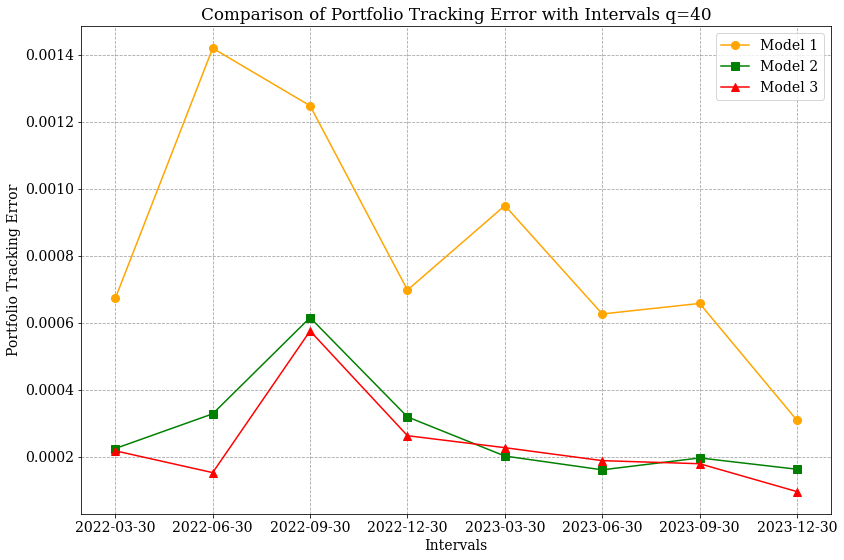 Comparison of Portfolio Tracking Error with Intervals q=40
Model 1
Model 2
Model 3
Portfolio Tracking Error
0.0014
0.0012
0.0010
0.0008
0.0006
0.0004
0.0002
2022-03-30 2022-06-30 2022-09-30 2022-12-30 2023-03-30 2023-06-30 2023-09-30 2023-12-30
Intervals